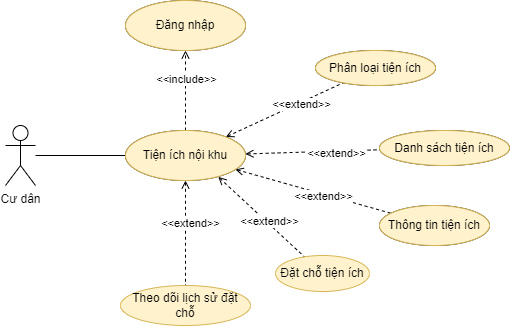 Đăng nhập
<<include>>
Phân loại tiện ích
<<extend>>
Tiện ích nội khu
<<extend>>
Danh sách tiện ích
Cư dân
<<extend>>
Thông tin tiện ích
<<extend>>
<<extend>>
Đặt chỗ tiện ích
Theo dõi lịch sử đặt
chỗ